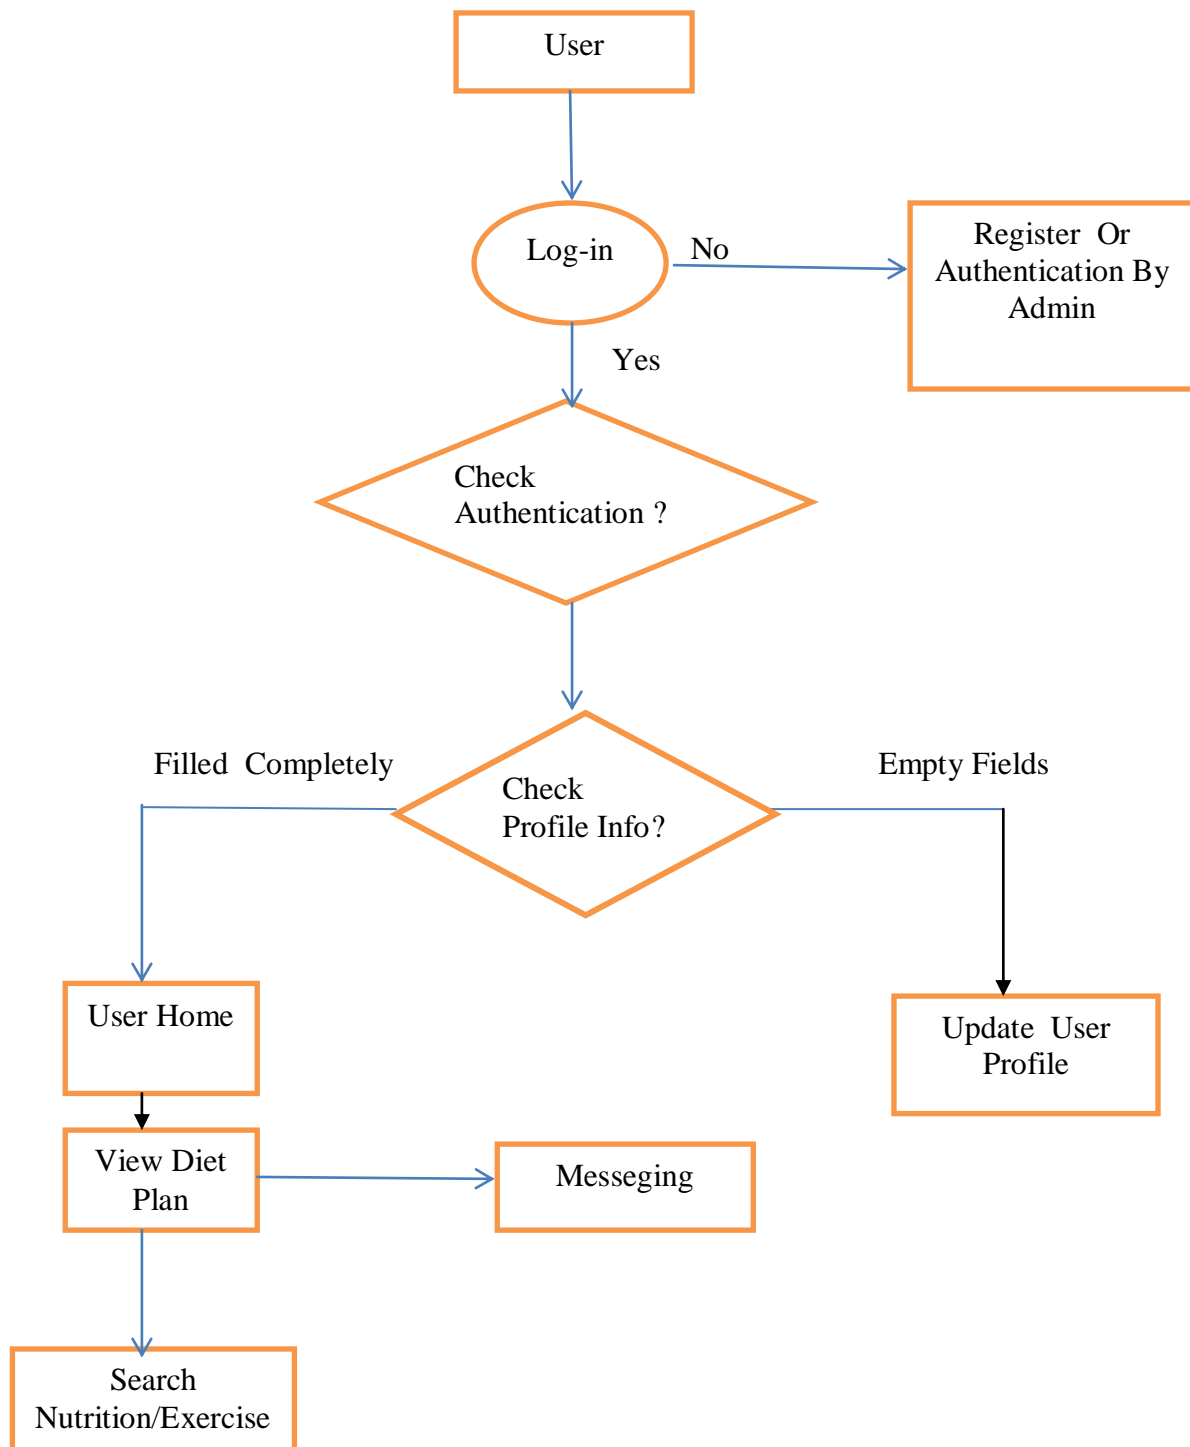 User
Log-in
No
Register Or
Authentication By
Admin
Yes
Check
Authentication ?
Filled Completely
Empty Fields
Check
Profile Info?
User Home
Update User
Profile
View Diet
Plan
Messeging
Search
Nutrition/Exercise